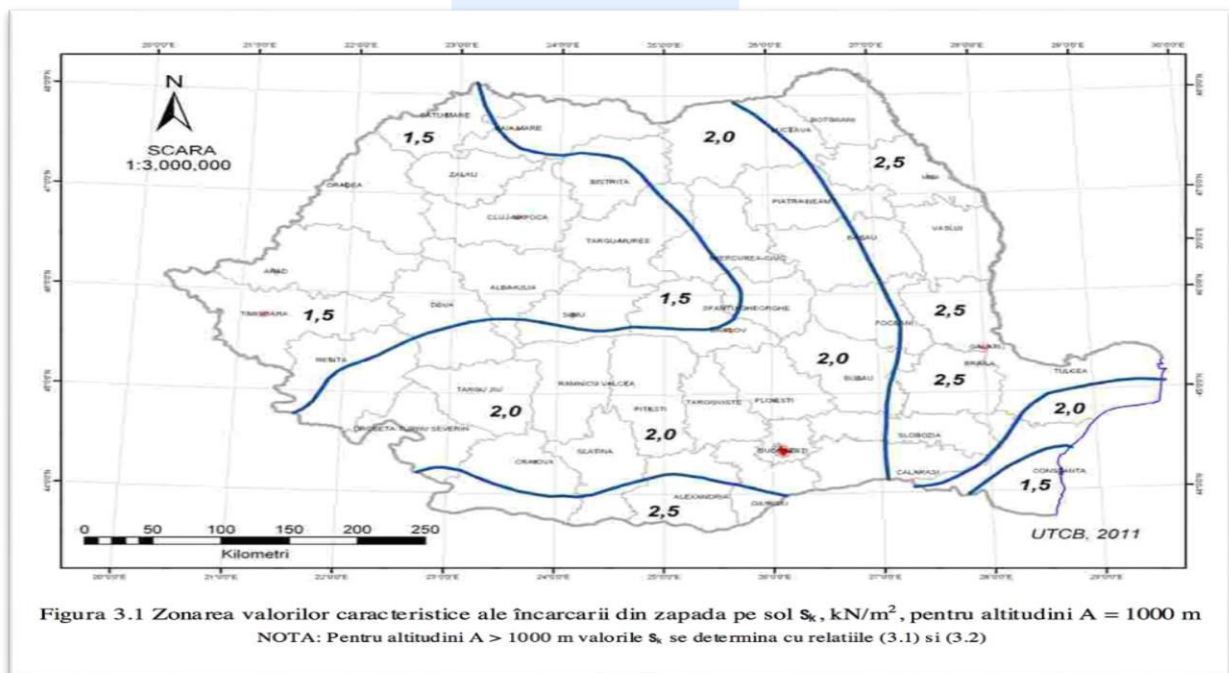 N
SCARA
1:3,000,000
SATU MARE
BAIA MARE
1,5
2,0
SUCEAVA
BOTOSANI
2,5
ORADEA
ZALAU
BISTRITA
PIATRA NEAMT
CLUJ-NAPOCA
TARGU MURES
BACAU
VASLUI
MIERCUREA-CIUC
ARAD
ALBA IULIA
1,5
TIMISOARA
1,5
DEVA
SIBIU
SFANTU GHEORGHE
BRASOV
2,5
FOCSANI
GALATI
RESITA
2,0
BRAILA
TULCEA
TARGU JIU
RAMNICU VALCEA
BUZAU
2,5
2,0
PITESTI
TARGOVISTE
PLOIESTI
2,0
DROBETA-TURNU SEVERIN
2,0
SLOBOZIA
CRAIOVA
SLATINA
CALARASI
CONSTANTA
1,5
ALEXANDRIA
GIURGIU
2,5
0 50 100 150 200 250
Kilometri
UTCB, 2011
Figura 3.1 Zonarea valorilor caracteristice ale încarcarii din zapada pe sol sk, kN/m², pentru altitudini A = 1000 m
NOTA: Pentru altitudini A > 1000 m valorile sk se determina cu relatiile (3.1) si (3.2)